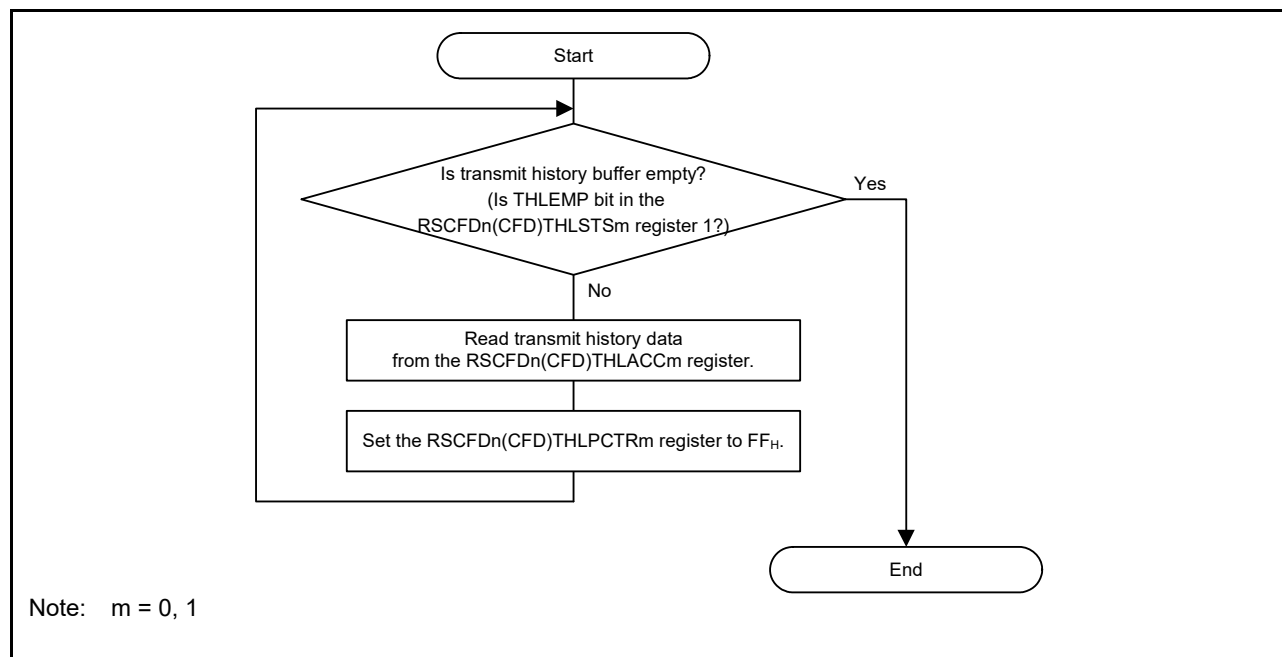 Start
Is transmit history buffer empty?
(Is THLEMP bit in the
RSCFDn(CFD)THLSTSm register 1?)
Yes
No
Read transmit history data
from the RSCFDn(CFD)THLACCm register.
Set the RSCFDn(CFD)THLPCTRm register to FFH.
End
Note: m = 0, 1